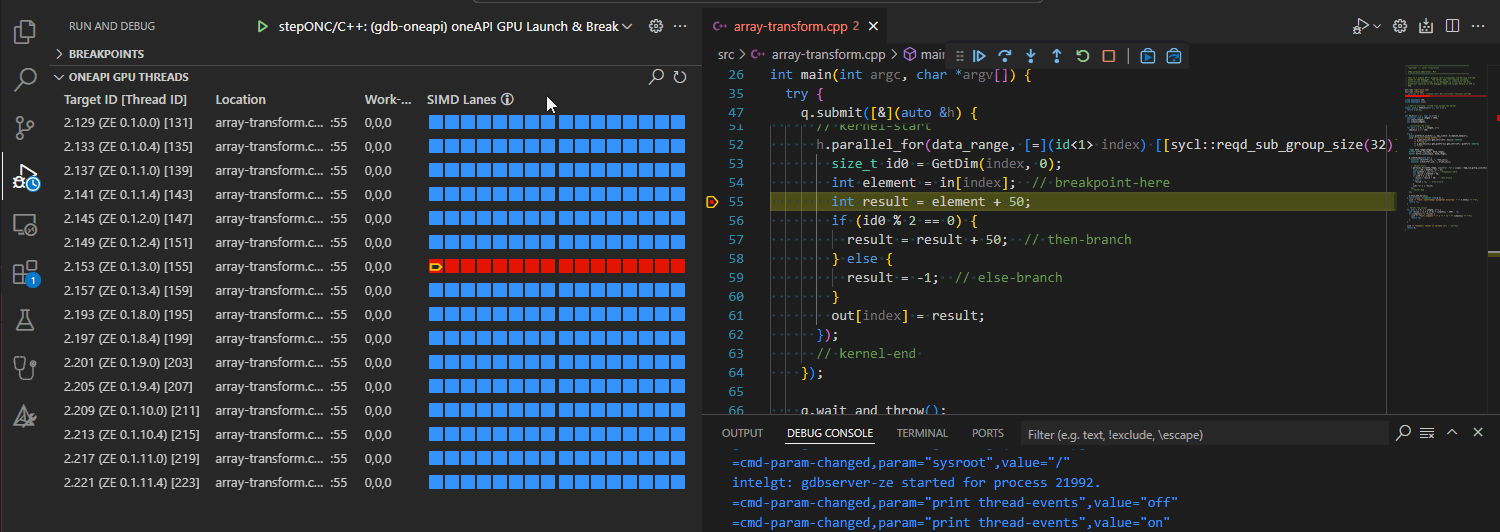 RUN AND DEBUG
stepONC/C++: (gdb-oneapi) oneAPI GPU Launch & Break
BREAKPOINTS
ONEAPI GPU THREADS
Target ID [Thread ID] Location Work-... SIMD Lanes
2.129 (ZE 0.1.0.0) [131] array-transform.c... :55 0,0,0
2.133 (ZE 0.1.0.4) [135] array-transform.c... :55 0,0,0
2.137 (ZE 0.1.1.0) [139] array-transform.c... :55 0,0,0
2.141 (ZE 0.1.1.4) [143] array-transform.c... :55 0,0,0
2.145 (ZE 0.1.2.0) [147] array-transform.c... :55 0,0,0
2.149 (ZE 0.1.2.4) [151] array-transform.c... :55 0,0,0
2.153 (ZE 0.1.3.0) [155] array-transform.c... :55 0,0,0
2.157 (ZE 0.1.3.4) [159] array-transform.c... :55 0,0,0
2.193 (ZE 0.1.8.0) [195] array-transform.c... :55 0,0,0
2.197 (ZE 0.1.8.4) [199] array-transform.c... :55 0,0,0
2.201 (ZE 0.1.9.0) [203] array-transform.c... :55 0,0,0
2.205 (ZE 0.1.9.4) [207] array-transform.c... :55 0,0,0
2.209 (ZE 0.1.10.0) [211] array-transform.c... :55 0,0,0
2.213 (ZE 0.1.10.4) [215] array-transform.c... :55 0,0,0
2.217 (ZE 0.1.11.0) [219] array-transform.c... :55 0,0,0
2.221 (ZE 0.1.11.4) [223] array-transform.c... :55 0,0,0
1
array-transform.cpp 2
src > array-transform.cpp > main
26 int main(int argc, char *argv[]) {
35 try {
47 q.submit([&](auto &h) {
51 // kernel-start
52 h.parallel_for(data_range, [=](id<1> index) [[sycl::reqd_sub_group_size(32)]
53 size_t id0 = GetDim(index, 0);
54 int element = in[index]; // breakpoint-here
55 int result = element + 50;
56 if (id0 % 2 == 0) {
57 result = result + 50; // then-branch
58 } else {
59 result = -1; // else-branch
60 }
61 out[index] = result;
62 });
63 // kernel-end
64 });
65
66 q.wait_and_throw();
OUTPUT DEBUG CONSOLE TERMINAL PORTS Filter (e.g. text, !exclude, \escape)
=cmd-param-changed,param="sysroot",value="/"
intelgt: gdbserver-ze started for process 21992.
=cmd-param-changed,param="print thread-events",value="off"
=cmd-param-changed,param="print thread-events",value="on"